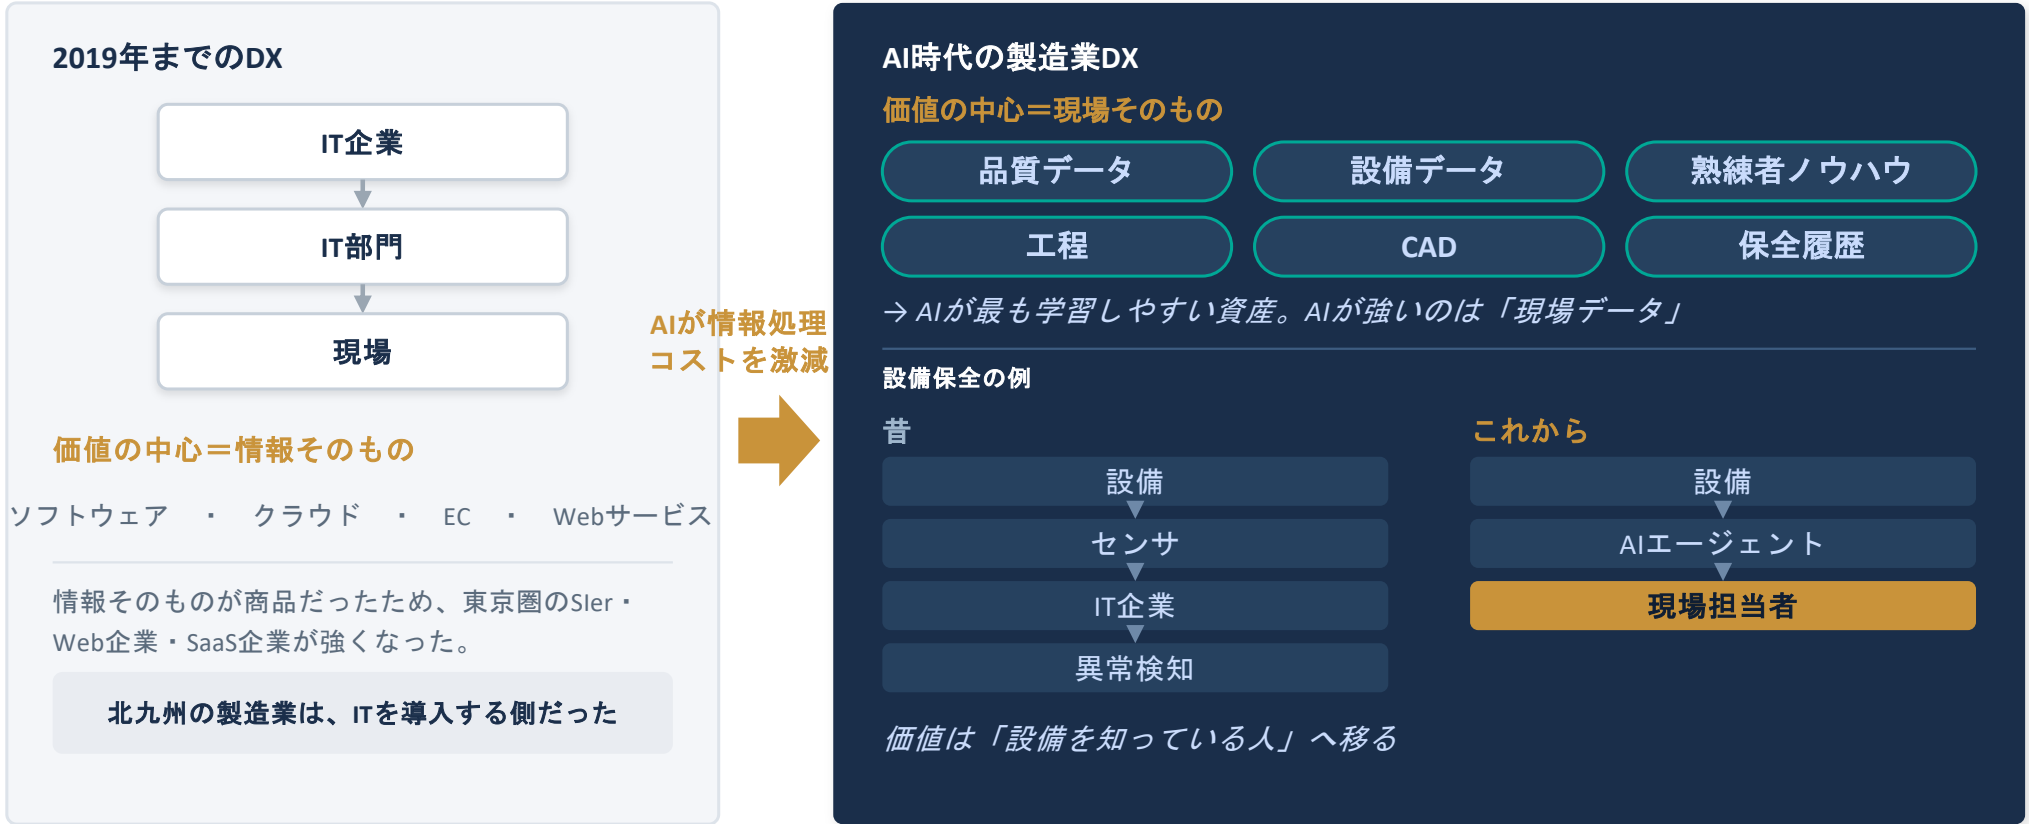 2019年までのDX
IT企業
IT部門
現場
価値の中心＝情報そのもの
ソフトウェア ・ クラウド ・ EC ・ Webサービス
情報そのものが商品だったため、東京圏のSIer・
Web企業・SaaS企業が強くなった。
北九州の製造業は、ITを導入する側だった
AIが情報処理
コストを激減
AI時代の製造業DX
価値の中心＝現場そのもの
品質データ 設備データ 熟練者ノウハウ
工程 CAD 保全履歴
→ AIが最も学習しやすい資産。AIが強いのは「現場データ」
設備保全の例
昔
設備
センサ
IT企業
異常検知
これから
設備
AIエージェント
現場担当者
価値は「設備を知っている人」へ移る